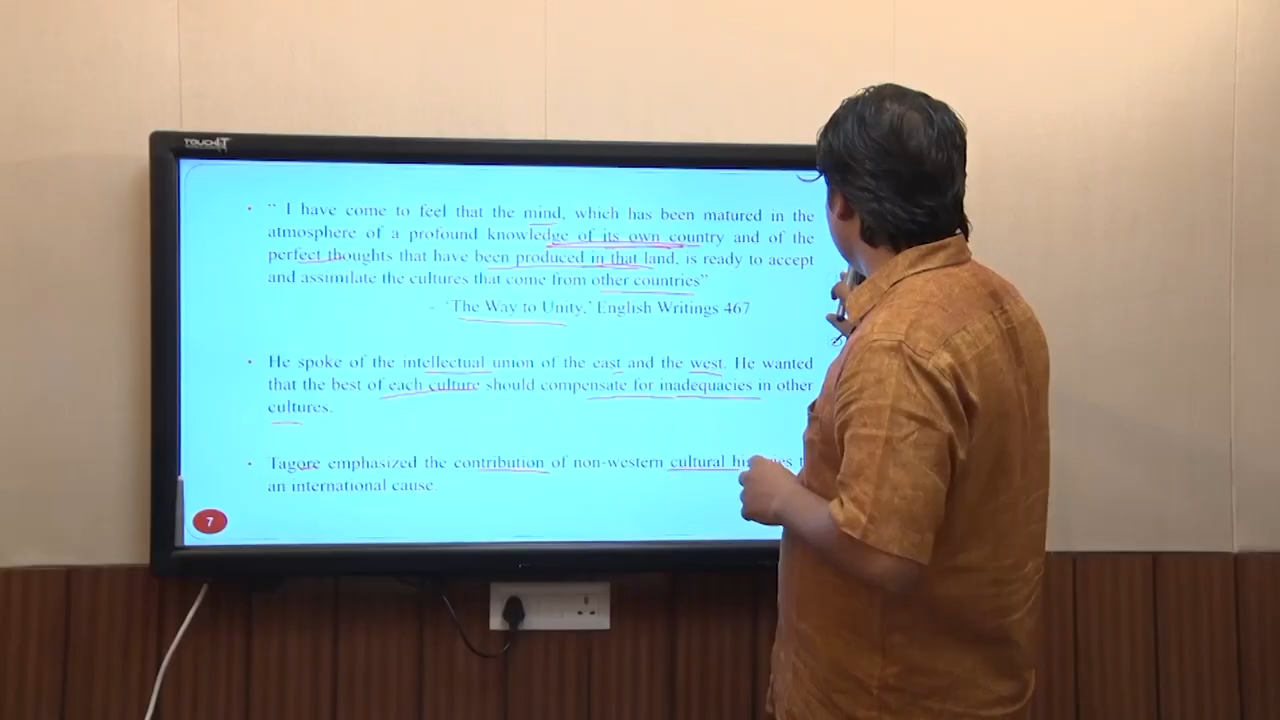 TOUCHIT
• " I have come to feel that the mind, which has been matured in the
atmosphere of a profound knowledge of its own country and of the
perfect thoughts that have been produced in that land, is ready to accept
and assimilate the cultures that come from other countries"
- 'The Way to Unity,' English Writings 467
• He spoke of the intellectual union of the east and the west. He wanted
that the best of each culture should compensate for inadequacies in other
cultures.
• Tagore emphasized the contribution of non-western cultural
an international cause.
7